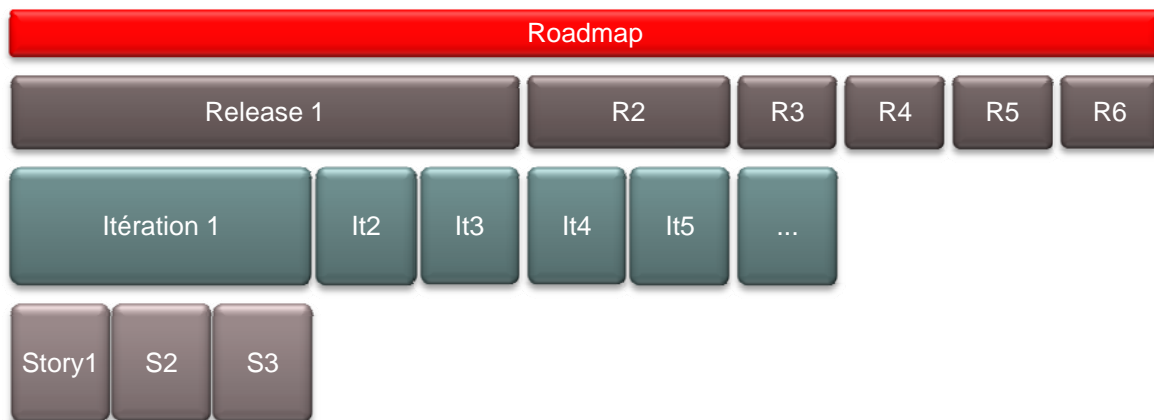 Roadmap
Release 1 R2 R3 R4 R5 R6
Itération 1 It2 It3 It4 It5 ...
Story1 S2 S3